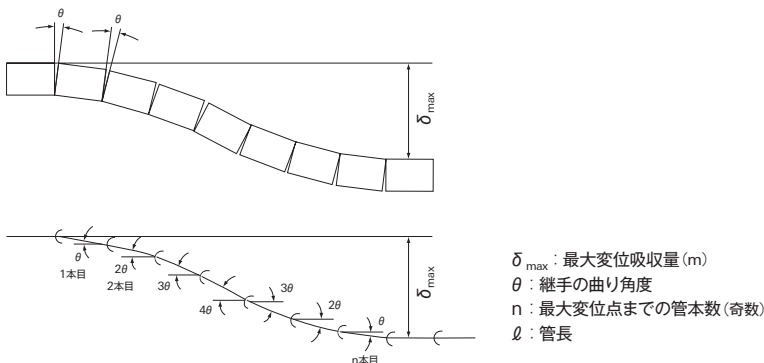 θ
θ
δmax
θ
1本目
2θ
2本目
3θ
4θ
3θ
2θ
θ
n本目
δmax
δmax：最大変位吸収量(m)
θ：継手の曲り角度
n：最大変位点までの管本数(奇数)
ℓ：管長